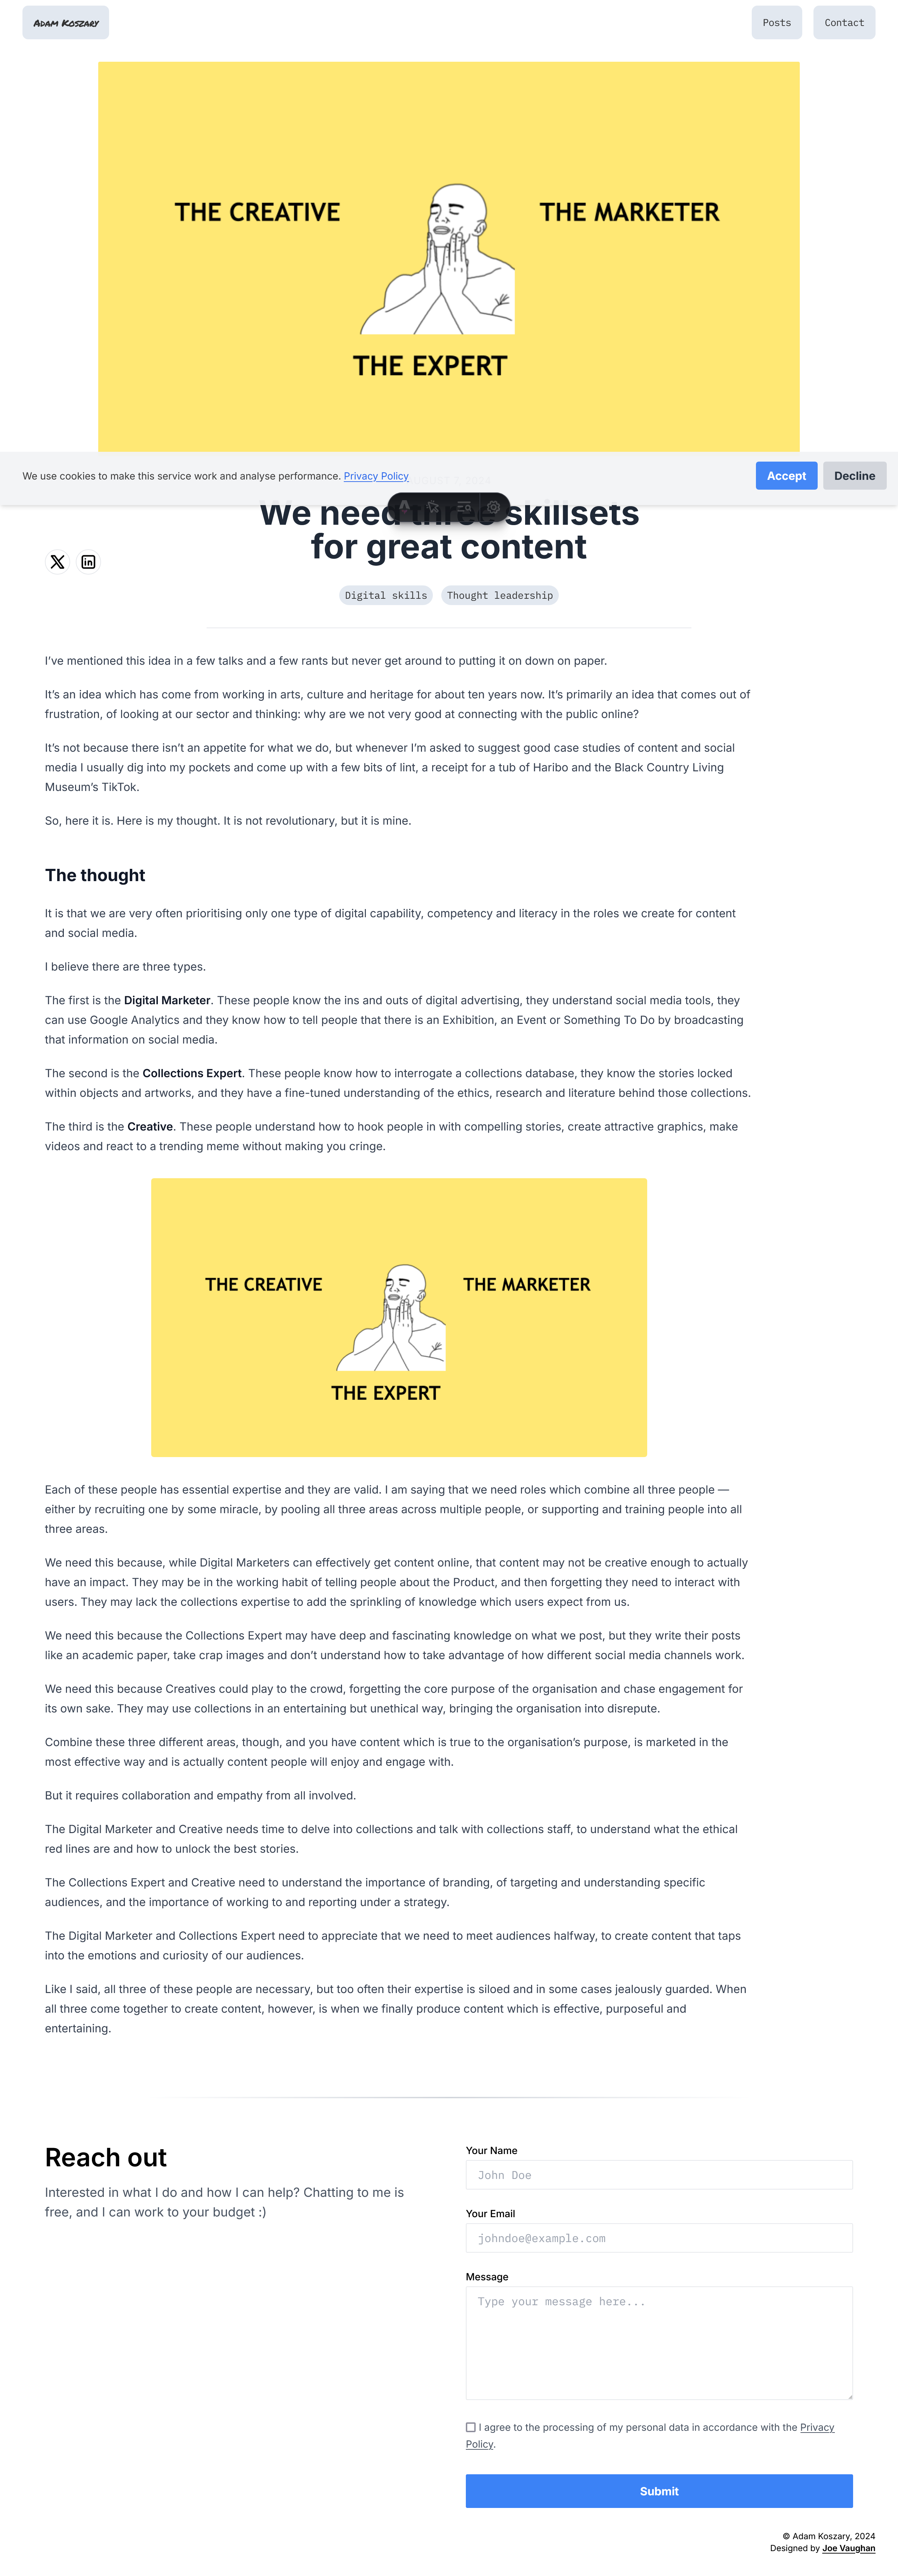 Adam Koszary
Posts
Contact
THE CREATIVE
THE MARKETER
THE EXPERT
We use cookies to make this service work and analyse performance. Privacy Policy
Accept
Decline
We need three skillsets
for great content
Digital skills
Thought leadership
I’ve mentioned this idea in a few talks and a few rants but never get around to putting it on down on paper.
It’s an idea which has come from working in arts, culture and heritage for about ten years now. It’s primarily an idea that comes out of
frustration, of looking at our sector and thinking: why are we not very good at connecting with the public online?
It’s not because there isn’t an appetite for what we do, but whenever I’m asked to suggest good case studies of content and social
media I usually dig into my pockets and come up with a few bits of lint, a receipt for a tub of Haribo and the Black Country Living
Museum’s TikTok.
So, here it is. Here is my thought. It is not revolutionary, but it is mine.
The thought
It is that we are very often prioritising only one type of digital capability, competency and literacy in the roles we create for content
and social media.
I believe there are three types.
The first is the Digital Marketer. These people know the ins and outs of digital advertising, they understand social media tools, they
can use Google Analytics and they know how to tell people that there is an Exhibition, an Event or Something To Do by broadcasting
that information on social media.
The second is the Collections Expert. These people know how to interrogate a collections database, they know the stories locked
within objects and artworks, and they have a fine-tuned understanding of the ethics, research and literature behind those collections.
The third is the Creative. These people understand how to hook people in with compelling stories, create attractive graphics, make
videos and react to a trending meme without making you cringe.
THE CREATIVE
THE MARKETER
THE EXPERT
Each of these people has essential expertise and they are valid. I am saying that we need roles which combine all three people —
either by recruiting one by some miracle, by pooling all three areas across multiple people, or supporting and training people into all
three areas.
We need this because, while Digital Marketers can effectively get content online, that content may not be creative enough to actually
have an impact. They may be in the working habit of telling people about the Product, and then forgetting they need to interact with
users. They may lack the collections expertise to add the sprinkling of knowledge which users expect from us.
We need this because the Collections Expert may have deep and fascinating knowledge on what we post, but they write their posts
like an academic paper, take crap images and don’t understand how to take advantage of how different social media channels work.
We need this because Creatives could play to the crowd, forgetting the core purpose of the organisation and chase engagement for
its own sake. They may use collections in an entertaining but unethical way, bringing the organisation into disrepute.
Combine these three different areas, though, and you have content which is true to the organisation’s purpose, is marketed in the
most effective way and is actually content people will enjoy and engage with.
But it requires collaboration and empathy from all involved.
The Digital Marketer and Creative needs time to delve into collections and talk with collections staff, to understand what the ethical
red lines are and how to unlock the best stories.
The Collections Expert and Creative need to understand the importance of branding, of targeting and understanding specific
audiences, and the importance of working to and reporting under a strategy.
The Digital Marketer and Collections Expert need to appreciate that we need to meet audiences halfway, to create content that taps
into the emotions and curiosity of our audiences.
Like I said, all three of these people are necessary, but too often their expertise is siloed and in some cases jealously guarded. When
all three come together to create content, however, is when we finally produce content which is effective, purposeful and
entertaining.
Reach out
Interested in what I do and how I can help? Chatting to me is
free, and I can work to your budget :)
Your Name
John Doe
Your Email
johndoe@example.com
Message
Type your message here...
I agree to the processing of my personal data in accordance with the Privacy
Policy.
Submit
© Adam Koszary, 2024
Designed by Joe Vaughan